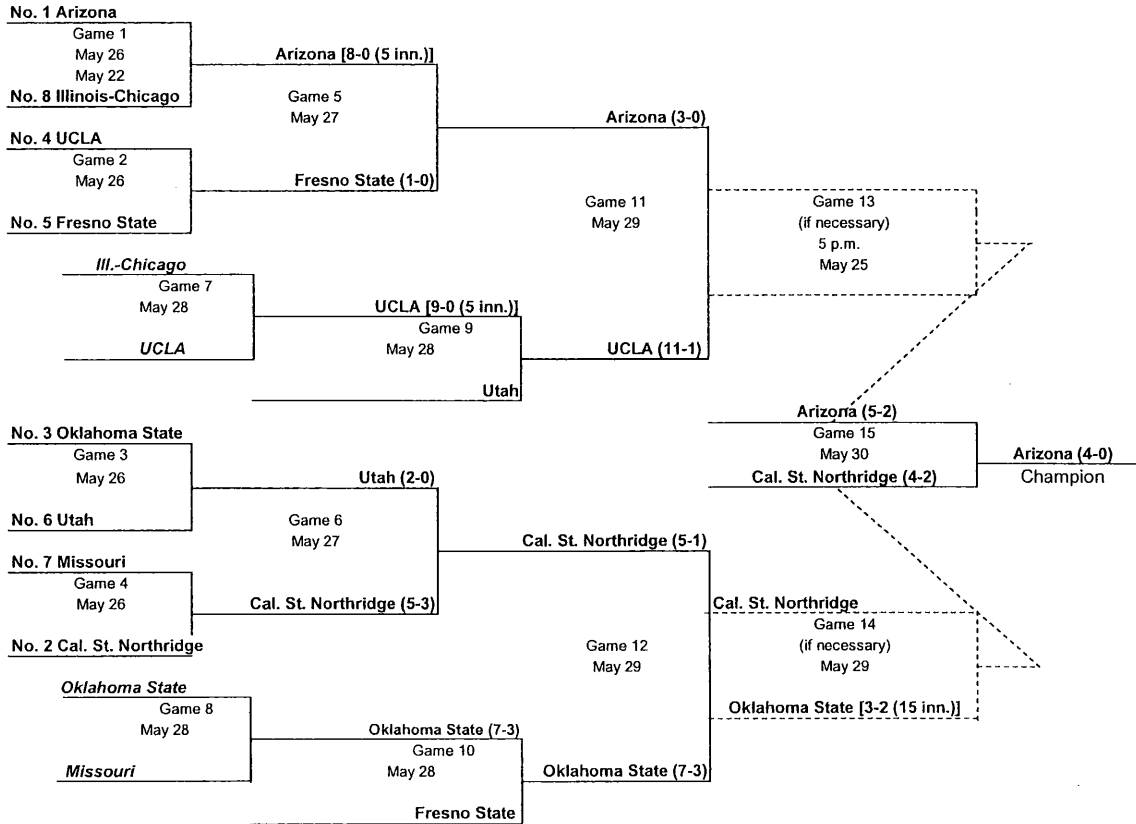 No. 1 Arizona
Game 1
May 26
May 22
No. 8 Illinois-Chicago
Arizona [8-0 (5 inn.)]
Game 5
May 27
Arizona (3-0)
No. 4 UCLA
Game 2
May 26
Fresno State (1-0)
No. 5 Fresno State
Game 11
May 29
Game 13
(if necessary)
5 p.m.
May 25
Ill.-Chicago
Game 7
May 28
UCLA
UCLA [9-0 (5 inn.)]
Game 9
May 28
UCLA (11-1)
Utah
Arizona (5-2)
Game 15
May 30
Cal. St. Northridge (4-2)
Arizona (4-0)
Champion
No. 3 Oklahoma State
Game 3
May 26
No. 6 Utah
Utah (2-0)
Game 6
May 27
Cal. St. Northridge (5-1)
No. 7 Missouri
Game 4
May 26
Cal. St. Northridge (5-3)
No. 2 Cal. St. Northridge
Game 12
May 29
Cal. St. Northridge
Game 14
(if necessary)
May 29
Oklahoma State [3-2 (15 inn.)]
Oklahoma State
Game 8
May 28
Missouri
Oklahoma State (7-3)
Game 10
May 28
Oklahoma State (7-3)
Fresno State